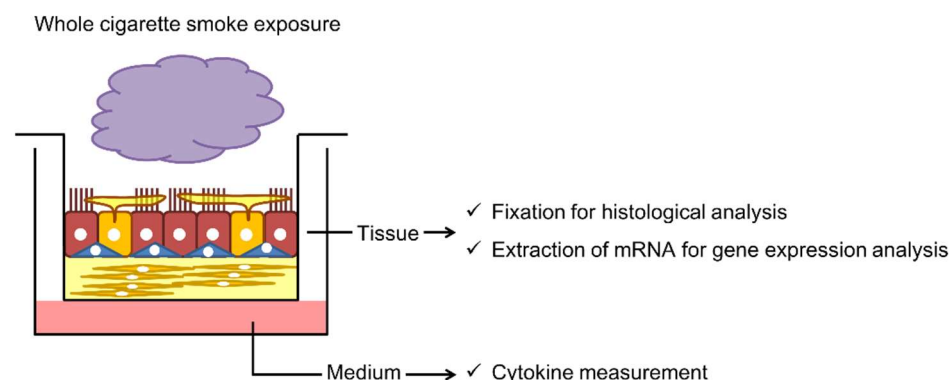 Whole cigarette smoke exposure
Tissue
✓ Fixation for histological analysis
✓ Extraction of mRNA for gene expression analysis
Medium
✓ Cytokine measurement